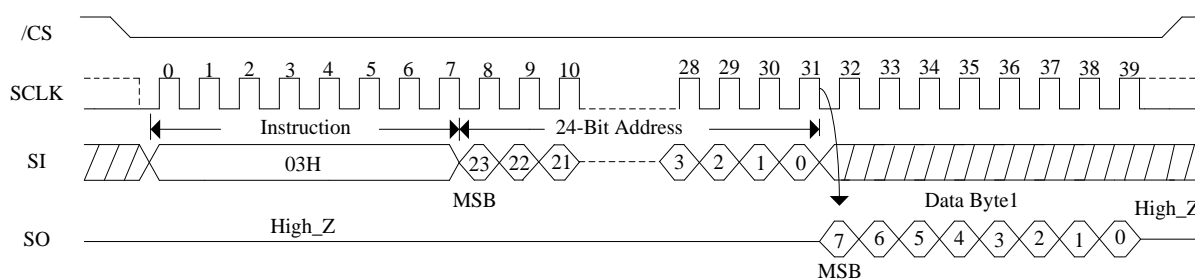 /CS
0 1 2 3 4 5 6 7 8 9 10 28 29 30 31 32 33 34 35 36 37 38 39
SCLK
Instruction 24-Bit Address
SI 03H 23 22 21 3 2 1 0
MSB Data Byte1
High_Z High_Z
SO 7 6 5 4 3 2 1 0
MSB